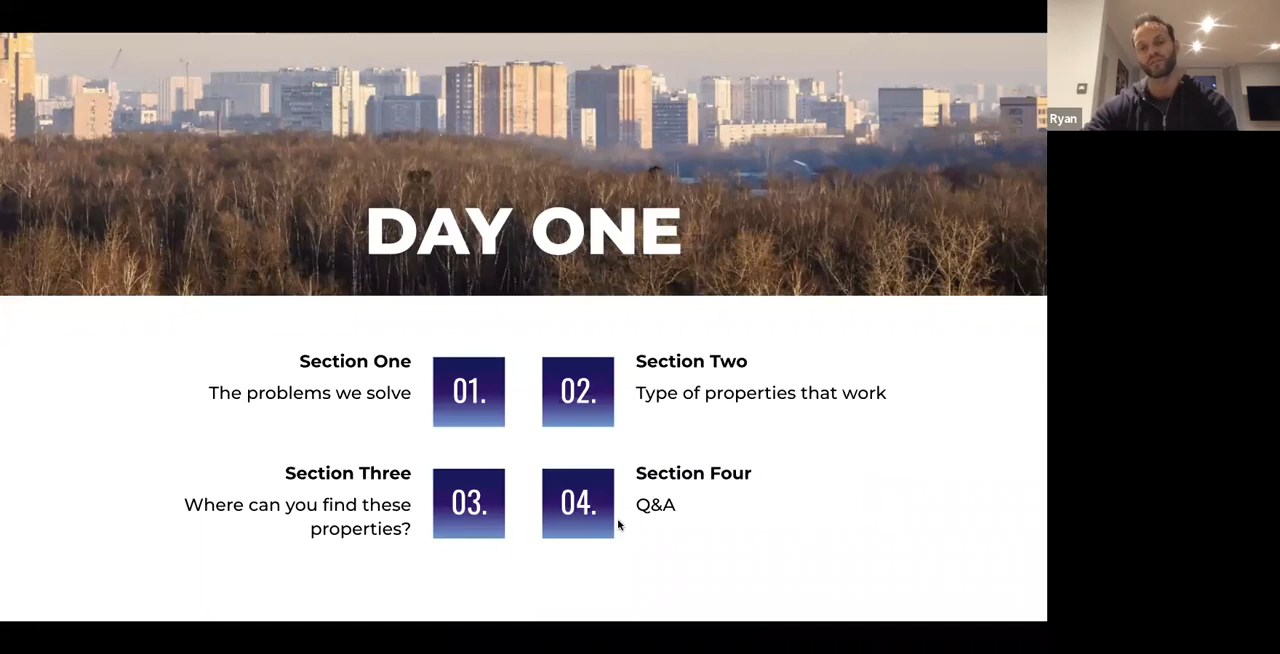 Ryan
DAY ONE
Section One
The problems we solve
01.
02.
Section Two
Type of properties that work
Section Three
Where can you find these
properties?
03.
04.
Section Four
Q&A